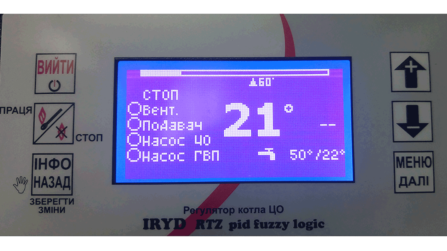 ВИЙТИ
ПРАЦЯ
СТОП
ІНФО
НАЗАД
ЗБЕРЕГТИ
ЗМІНИ
▲60°
СТОП
Вент.
Подавач
Насос ЦО
Насос ГВП
21°
--
50°/22°
МЕНЮ
ДАЛІ
Регулятор котла ЦО
IRYD RTZ pid fuzzy logic